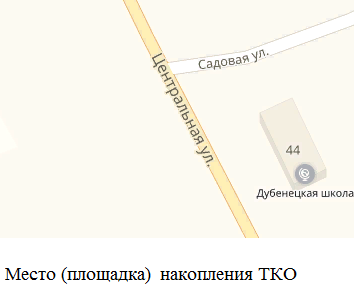 Садовая ул.
Центральная ул.
44
Дубенецкая школа
Место (площадка) накопления ТКО